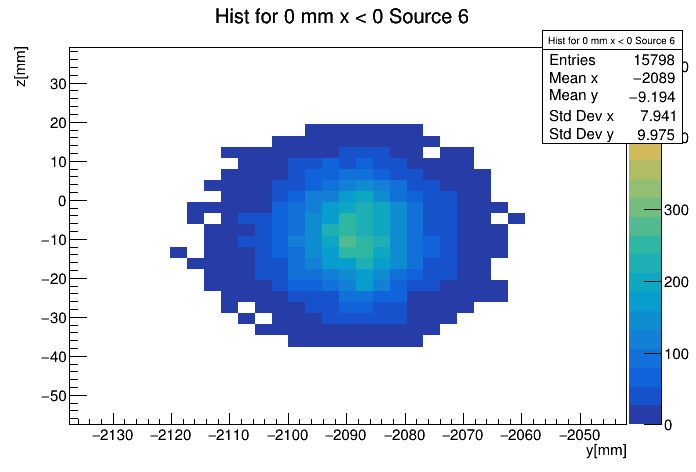 Hist for 0 mm x < 0 Source 6
z[mm]
Hist for 0 mm x < 0 Source 6
Entries 15798
Mean x −2089
Mean y −9.194
Std Dev x 7.941
Std Dev y 9.975
30
20
10
0
−10
−20
−30
−40
−50
0
0
300
200
100
0
−2130 −2120 −2110 −2100 −2090 −2080 −2070 −2060 −2050
y[mm]